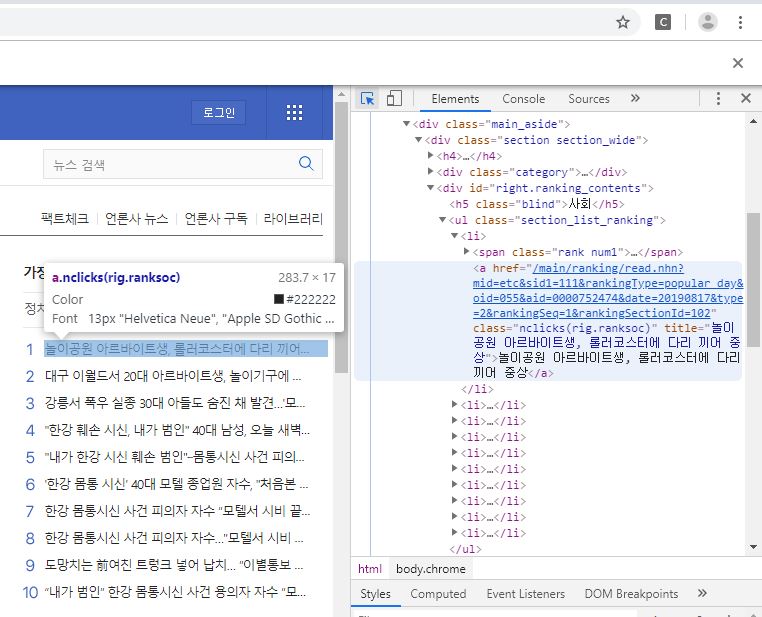 C
로그인
뉴스 검색
팩트체크 언론사 뉴스 언론사 구독 라이브러리
가장
a.nclicks(rig.ranksoc) 283.7 × 17
Color #222222
Font 13px "Helvetica Neue", "Apple SD Gothic ...
정치
1 놀이공원 아르바이트생, 롤러코스터에 다리 끼어...
2 대구 이월드서 20대 아르바이트생, 놀이기구에 ...
3 강릉서 폭우 실종 30대 아들도 숨진 채 발견...'모...
4 "한강 훼손 시신, 내가 범인" 40대 남성, 오늘 새벽...
5 "내가 한강 시신 훼손 범인"–몸통시신 사건 피의...
6 '한강 몸통 시신' 40대 모텔 종업원 자수, "처음본 ...
7 한강 몸통시신 사건 피의자 자수 "모텔서 시비 끝...
8 한강 몸통시신 사건 피의자 자수..."모텔서 시비 ...
9 도망치는 前여친 트렁크 넣어 납치... "이별통보 ...
10 "내가 범인" 한강 몸통시신 사건 용의자 자수 "모...
Elements Console Sources »
▼<div class="main_aside">
▼<div class="section section_wide">
▶<h4>…</h4>
▶<div class="category">…</div>
▼<div id="right.ranking_contents">
<h5 class="blind">사회</h5>
▼<ul class="section_list_ranking">
▼<li>
▶<span class="rank num1">…</span>
<a href="/main/ranking/read.nhn?
mid=etc&sid1=111&rankingType=popular_day&
oid=055&aid=0000752474&date=20190817&type
=2&rankingSeq=1&rankingSectionId=102"
class="nclicks(rig.ranksoc)" title="놀이
공원 아르바이트생, 롤러코스터에 다리 끼어 중
상">놀이공원 아르바이트생, 롤러코스터에 다리
끼어 중상</a>
</li>
▶<li>…</li>
▶<li>…</li>
▶<li>…</li>
▶<li>…</li>
▶<li>…</li>
▶<li>…</li>
▶<li>…</li>
▶<li>…</li>
▶<li>…</li>
</ul>
html body.chrome
Styles Computed Event Listeners DOM Breakpoints »